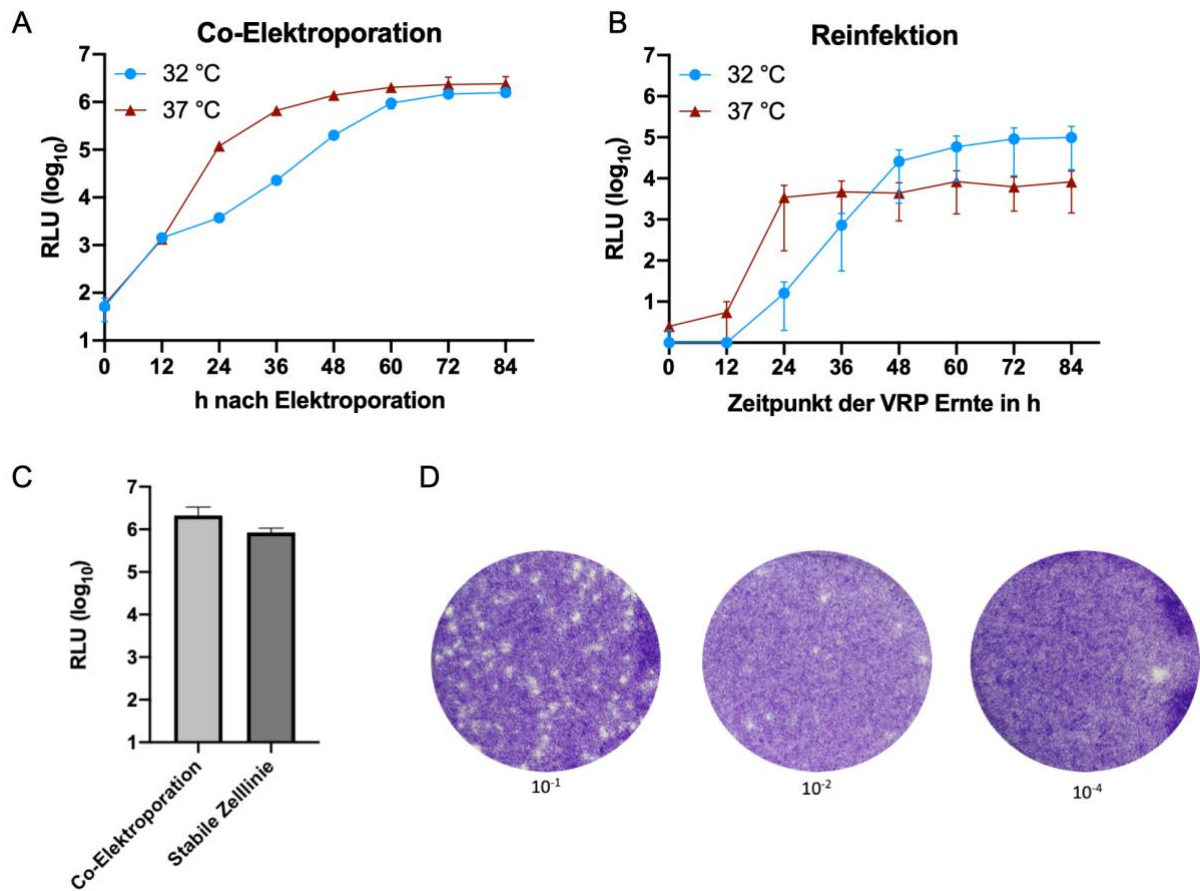 A
Co-Elektroporation
32 °C
37 °C
RLU (log10)
7
6
5
4
3
2
1
0 12 24 36 48 60 72 84
h nach Elektroporation
B
Reinfektion
32 °C
37 °C
RLU (log10)
7
6
5
4
3
2
1
0 12 24 36 48 60 72 84
Zeitpunkt der VRP Ernte in h
C
RLU (log10)
7
6
5
4
3
2
1
Co-Elektroporation
Stabile Zelllinie
D
10-1
10-2
10-4